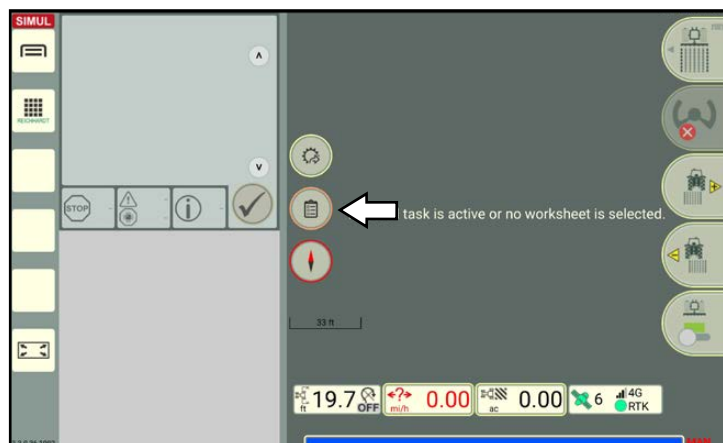 SIMUL
REICHHARDT
STOP
task is active or no worksheet is selected.
33 ft
ft
19.7
OFF
mi/h
0.00
ac
0.00
6
4G
RTK